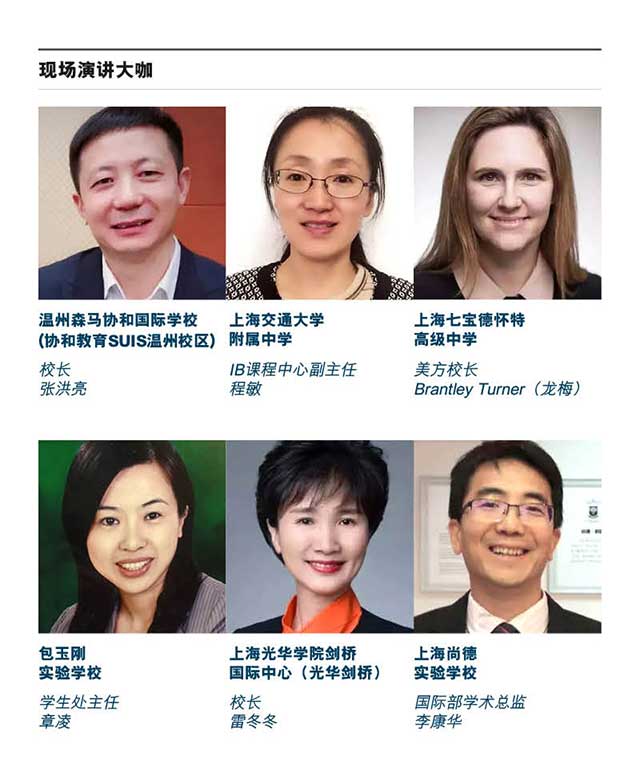 现场演讲大咖
温州森马协和国际学校
(协和教育SUIS温州校区)
校长
张洪亮
上海交通大学
附属中学
IB课程中心副主任
程敏
上海七宝德怀特
高级中学
美方校长
Brantley Turner（龙梅）
包玉刚
实验学校
学生处主任
章凌
上海光华学院剑桥
国际中心（光华剑桥）
校长
雷冬冬
上海尚德
实验学校
国际部学术总监
李康华